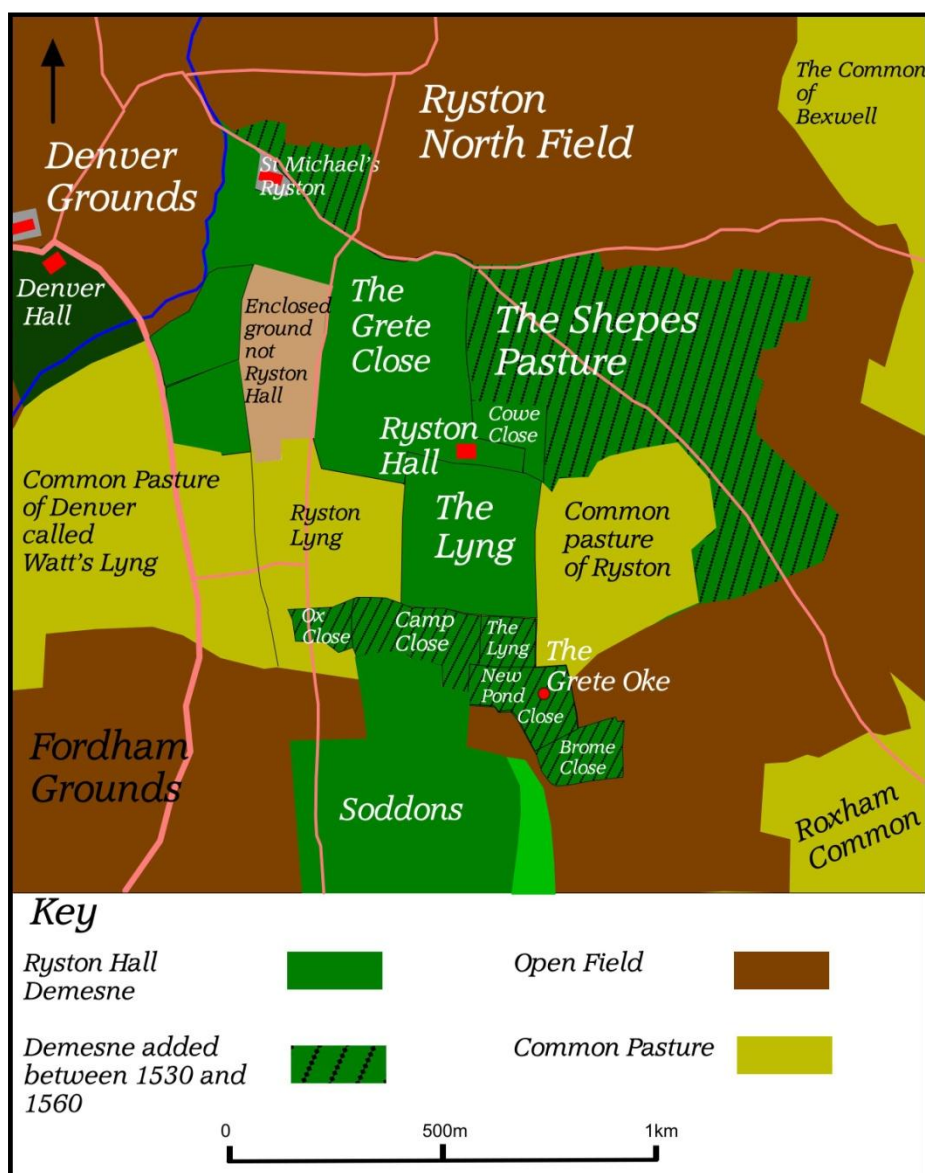 The Common
of
Bexwell
Ryston
North Field
Denver
Grounds
St Michael's
Ryston
Denver
Hall
Enclosed
ground
not
Ryston
Hall
The
Grete
Close
The Shepes
Pasture
Cowe
Close
Ryston
Hall
Common Pasture
of Denver
called
Watt's Lyng
Ryston
Lyng
The
Lyng
Common
pasture
of Ryston
Ox
Close
Camp
Close
The
Lyng
The
Grete Oke
New
Pond
Close
Brome
Close
Fordham
Grounds
Soddons
Roxham
Common
Key
Ryston Hall
Demesne
Open Field
Demesne added
between 1530 and
1560
Common Pasture
0 500m 1km